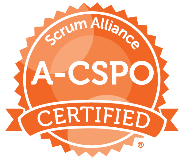 Scrum Alliance
A-CSPO
CERTIFIED
®